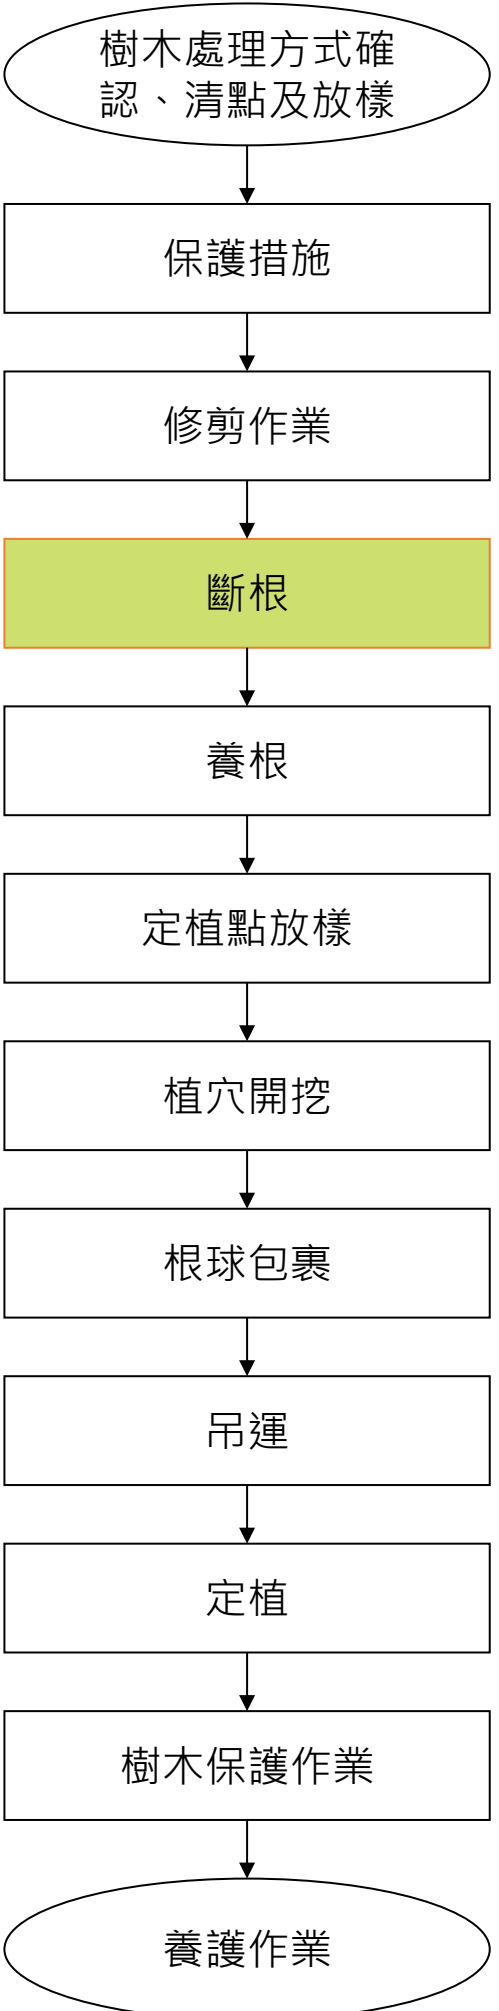 樹木處理方式確
認、清點及放樣
保護措施
修剪作業
斷根
養根
定植點放樣
植穴開挖
根球包裹
吊運
定植
樹木保護作業
養護作業